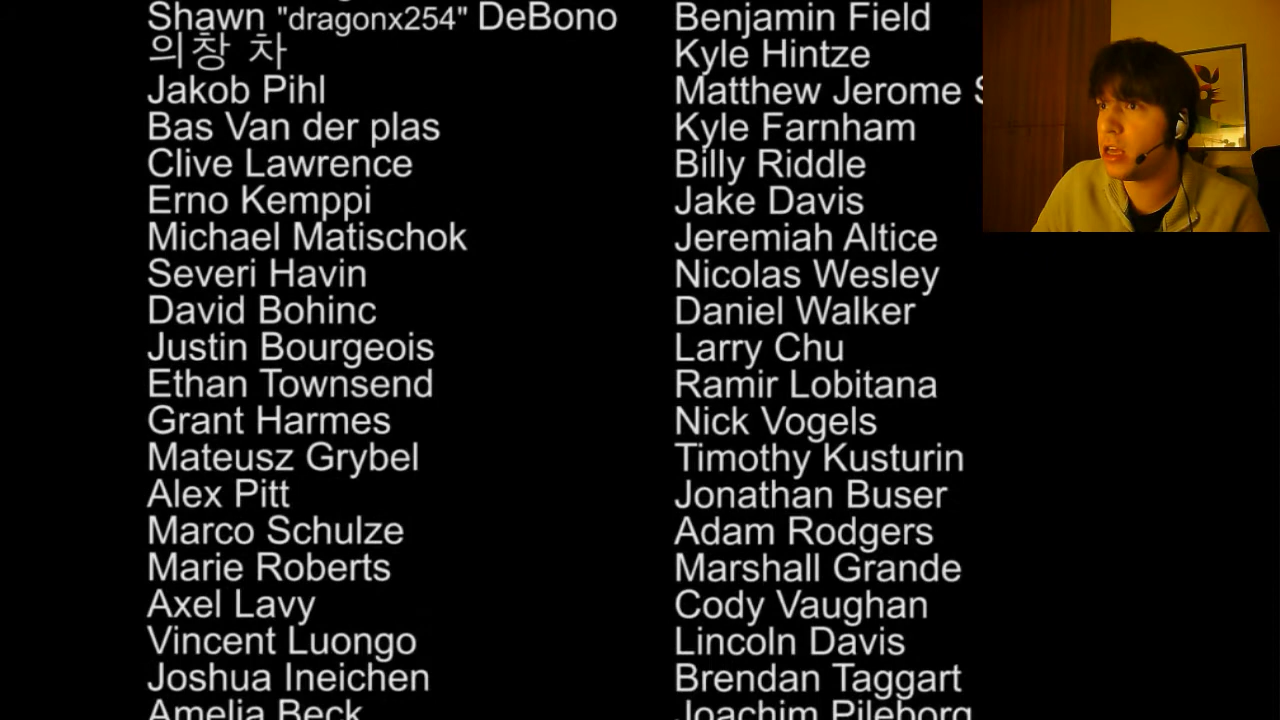 Shawn "dragonx254" DeBono
의창 차
Jakob Pihl
Bas Van der plas
Clive Lawrence
Erno Kemppi
Michael Matischok
Severi Havin
David Bohinc
Justin Bourgeois
Ethan Townsend
Grant Harmes
Mateusz Grybel
Alex Pitt
Marco Schulze
Marie Roberts
Axel Lavy
Vincent Luongo
Joshua Ineichen
Amelia Beck
Benjamin Field
Kyle Hintze
Matthew Jerome
Kyle Farnham
Billy Riddle
Jake Davis
Jeremiah Altice
Nicolas Wesley
Daniel Walker
Larry Chu
Ramir Lobitana
Nick Vogels
Timothy Kusturin
Jonathan Buser
Adam Rodgers
Marshall Grande
Cody Vaughan
Lincoln Davis
Brendan Taggart
Joachim Pileborg